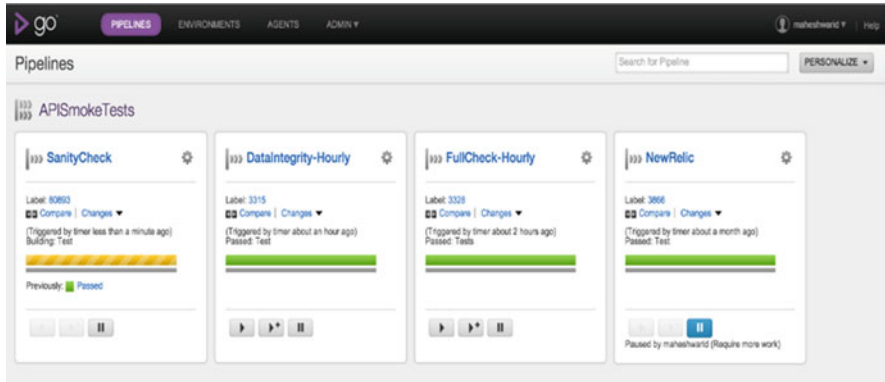 go
PIPELINES ENVIRONMENTS AGENTS ADMIN ▾ maheshwarid ▾ | Help
Pipelines Search for Pipeline PERSONALIZE ▾
APISmokeTests
SanityCheck
Label: 80893
Compare | Changes ▾
(Triggered by timer less than a minute ago)
Building: Test
Previously: Passed
DataIntegrity-Hourly
Label: 3315
Compare | Changes ▾
(Triggered by timer about an hour ago)
Passed: Test
FullCheck-Hourly
Label: 3328
Compare | Changes ▾
(Triggered by timer about 2 hours ago)
Passed: Tests
NewRelic
Label: 3866
Compare | Changes ▾
(Triggered by timer about a month ago)
Passed: Test
Paused by maheshwarid (Require more work)